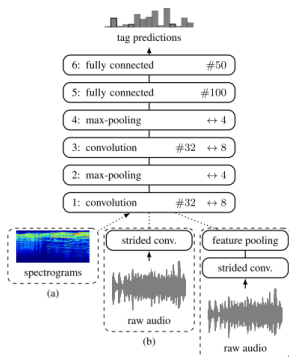 tag predictions
6: fully connected #50
5: fully connected #100
4: max-pooling ↔ 4
3: convolution #32 ↔ 8
2: max-pooling ↔ 4
1: convolution #32 ↔ 8
spectrograms
(a)
strided conv.
raw audio
(b)
feature pooling
strided conv.
raw audio